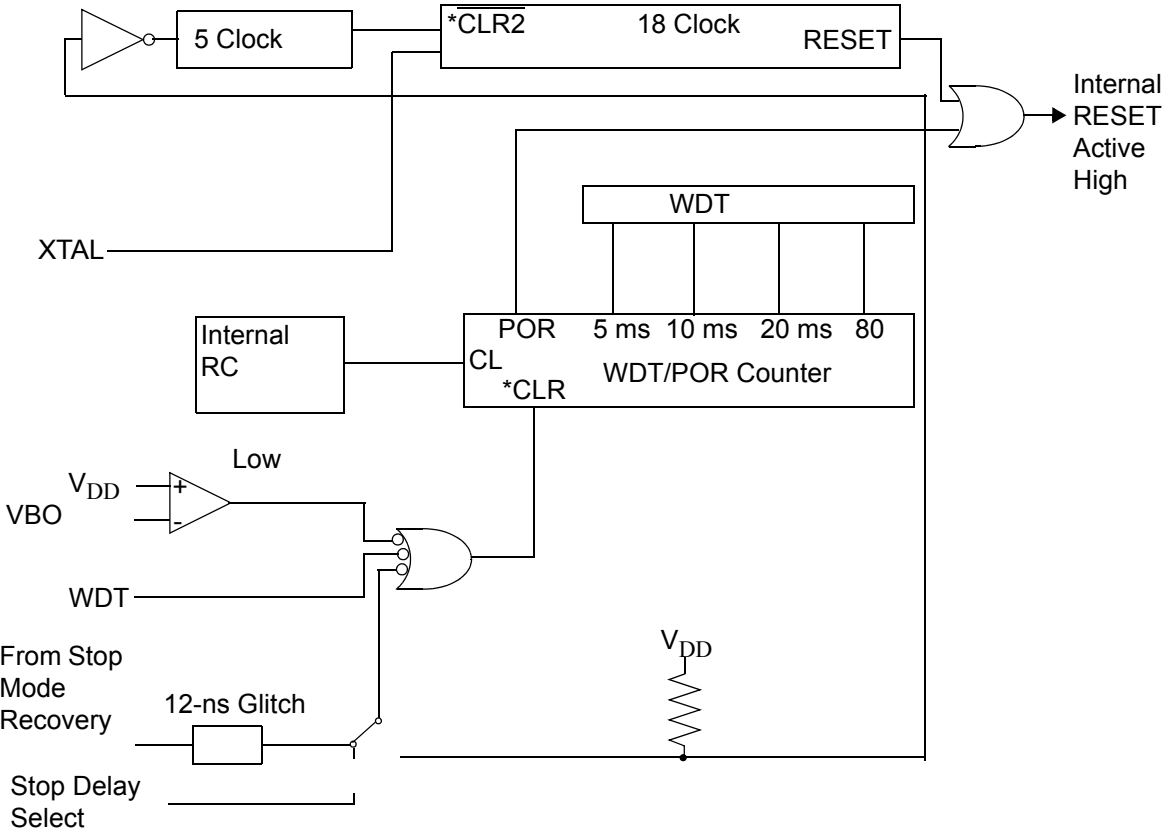 5 Clock
*CLR2
18 Clock
RESET
Internal
RESET
Active
High
WDT
XTAL
POR
5 ms
10 ms
20 ms
80
Internal
RC
CL
WDT/POR Counter
*CLR
Low
VDD
+
VBO
-
WDT
VDD
From Stop
Mode
Recovery
12-ns Glitch
Stop Delay
Select